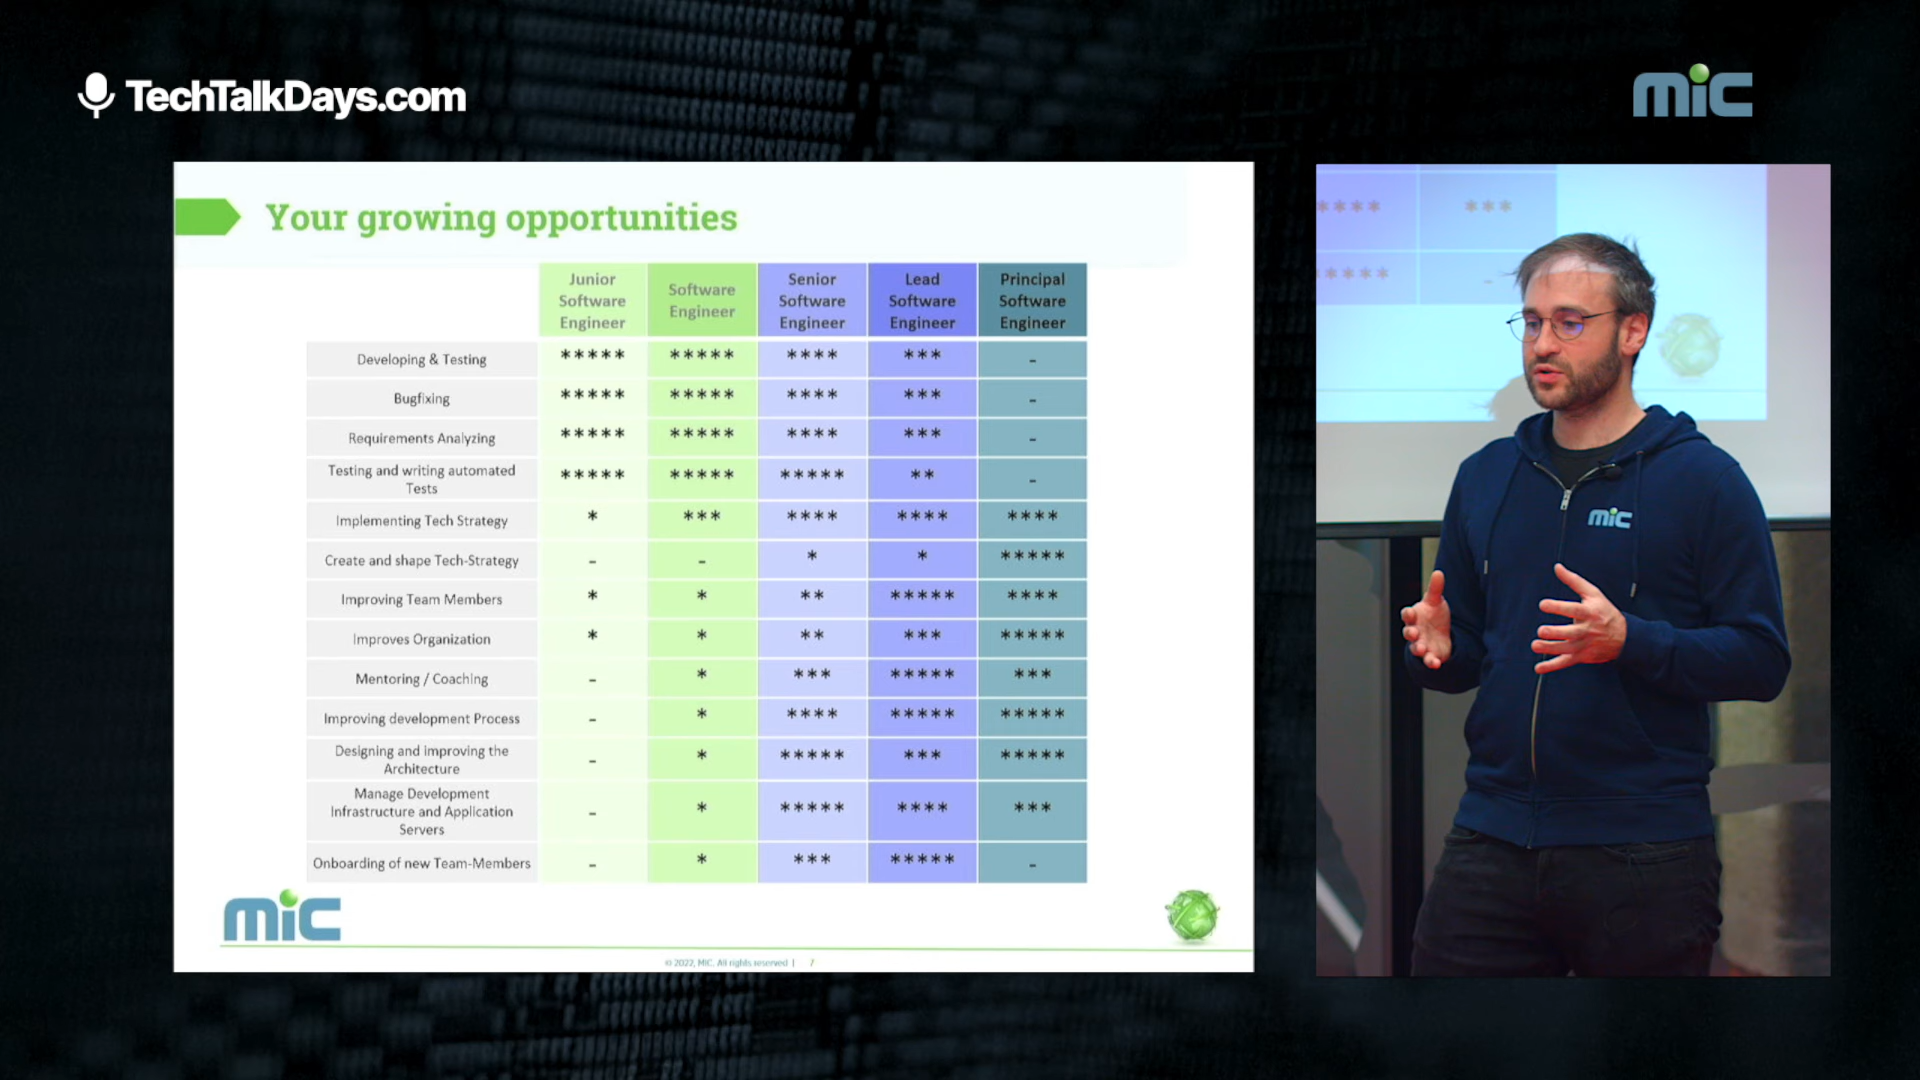 TechTalkDays.com
mic
Your growing opportunities
Junior Software Engineer
Software Engineer
Senior Software Engineer
Lead Software Engineer
Principal Software Engineer
Developing & Testing ***** ***** **** *** -
Bugfixing ***** ***** **** *** -
Requirements Analyzing ***** ***** **** *** -
Testing and writing automated Tests ***** ***** ***** ** -
Implementing Tech Strategy * *** **** **** ****
Create and shape Tech-Strategy - - * * *****
Improving Team Members * * ** ***** ****
Improves Organization * * ** *** *****
Mentoring / Coaching - * *** ***** ***
Improving development Process - * **** ***** *****
Designing and improving the Architecture - * ***** *** *****
Manage Development Infrastructure and Application Servers - * ***** **** ***
Onboarding of new Team-Members - * *** ***** -
mic
© 2022, MIC, All rights reserved | 7
**** ***
***** -
mic